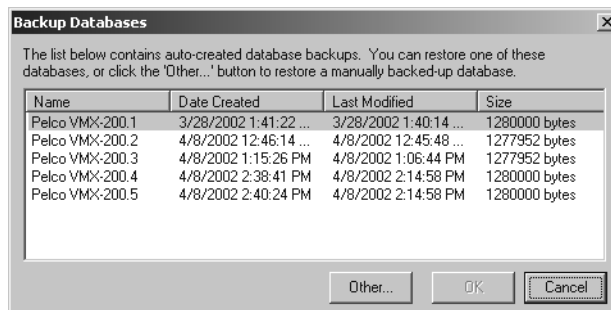 Backup Databases
The list below contains auto-created database backups. You can restore one of these
databases, or click the 'Other...' button to restore a manually backed-up database.
Name Date Created Last Modified Size
Pelco VMX-200.1 3/28/2002 1:41:22 ... 3/28/2002 1:40:14 ... 1280000 bytes
Pelco VMX-200.2 4/8/2002 12:46:14 ... 4/8/2002 12:45:48 ... 1277952 bytes
Pelco VMX-200.3 4/8/2002 1:15:26 PM 4/8/2002 1:06:44 PM 1277952 bytes
Pelco VMX-200.4 4/8/2002 2:38:41 PM 4/8/2002 2:14:58 PM 1280000 bytes
Pelco VMX-200.5 4/8/2002 2:40:24 PM 4/8/2002 2:14:58 PM 1280000 bytes
Other... OK Cancel